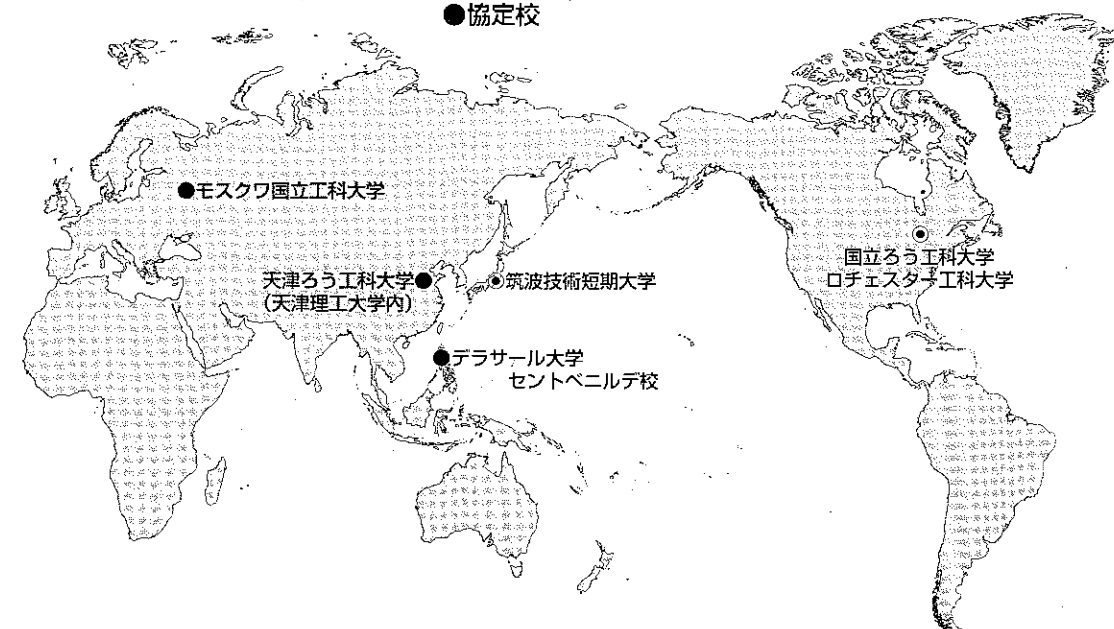 ●協定校
●モスクワ国立工科大学
国立ろう工科大学
ロチェスター工科大学
天津ろう工科大学●
(天津理工大学内)
◉筑波技術短期大学
●デラサール大学
セントベニルデ校